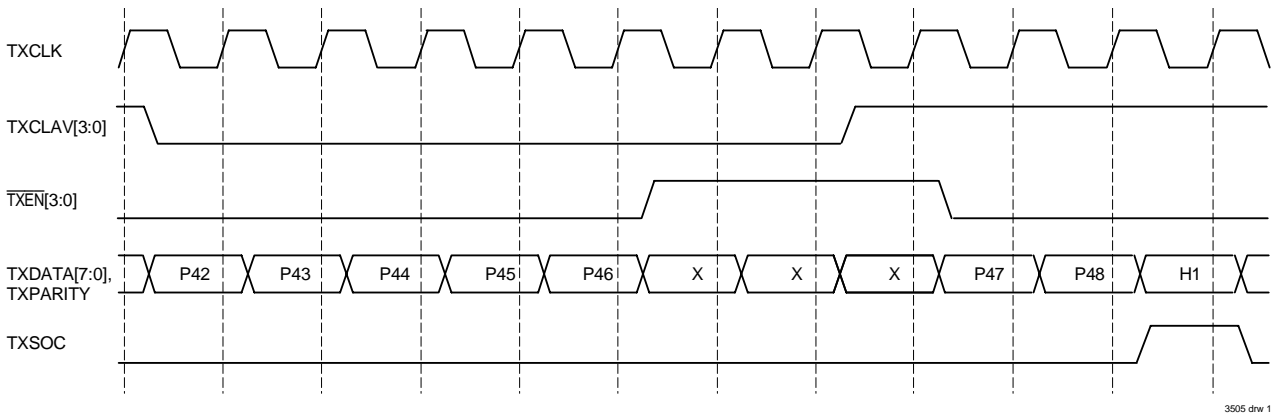 TXCLK
TXCLAV[3:0]
TXEN[3:0]
TXDATA[7:0], P42 P43 P44 P45 P46 X X X P47 P48 H1
TXPARITY
TXSOC
3505 drw 1